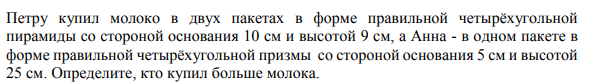 Петру купил молоко в двух пакетах в форме правильной четырёхугольной
пирамиды со стороной основания 10 см и высотой 9 см, а Анна - в одном пакете в
форме правильной четырёхугольной призмы со стороной основания 5 см и высотой
25 см. Определите, кто купил больше молока.